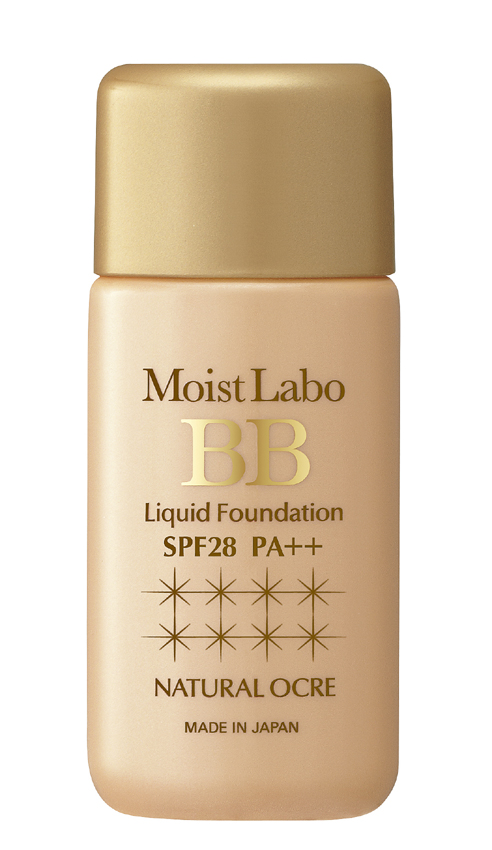 Moist Labo
BB
Liquid Foundation
SPF28 PA++
NATURAL OCRE
MADE IN JAPAN